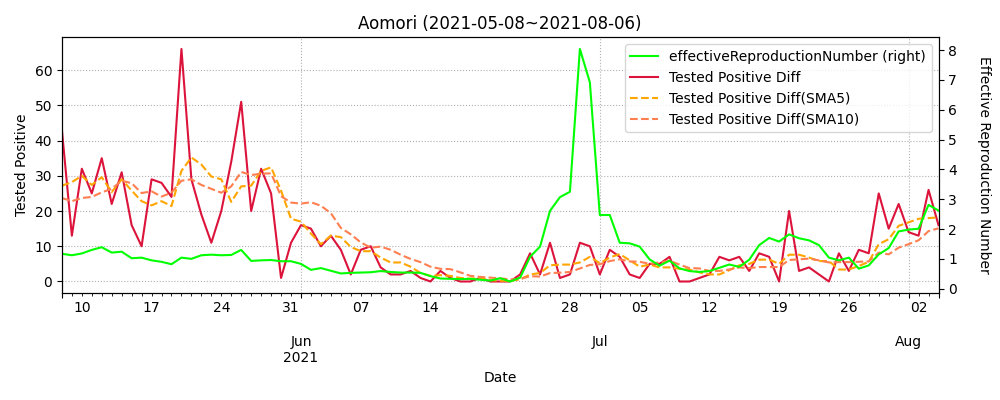 Aomori (2021-05-08~2021-08-06)
effectiveReproductionNumber (right)
Tested Positive Diff
Tested Positive Diff(SMA5)
Tested Positive Diff(SMA10)
Tested Positive
60
50
40
30
20
10
0
Effective Reproduction Number
8
7
6
5
4
3
2
1
0
10 17 24 31 07 14 21 28 05 12 19 26 02
Jun Jul Aug
2021
Date